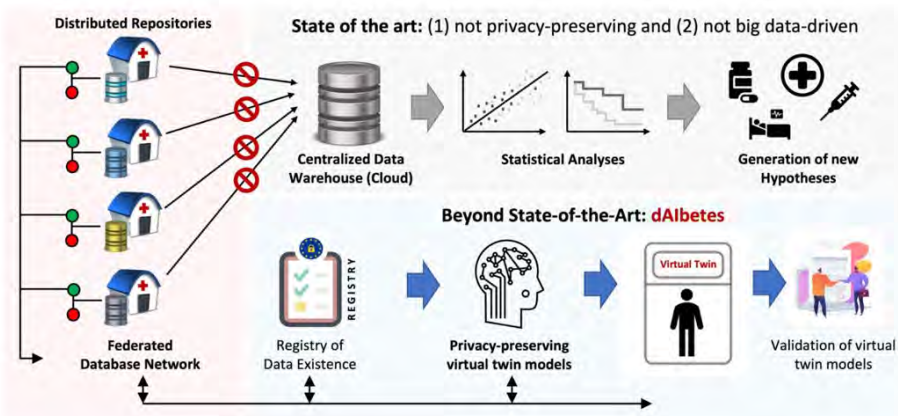 Distributed Repositories
State of the art: (1) not privacy-preserving and (2) not big data-driven
Centralized Data
Warehouse (Cloud)
Statistical Analyses
Generation of new
Hypotheses
Beyond State-of-the-Art: dAIbetes
REGISTRY
Virtual Twin
Federated
Database Network
Registry of
Data Existence
Privacy-preserving
virtual twin models
Validation of virtual
twin models